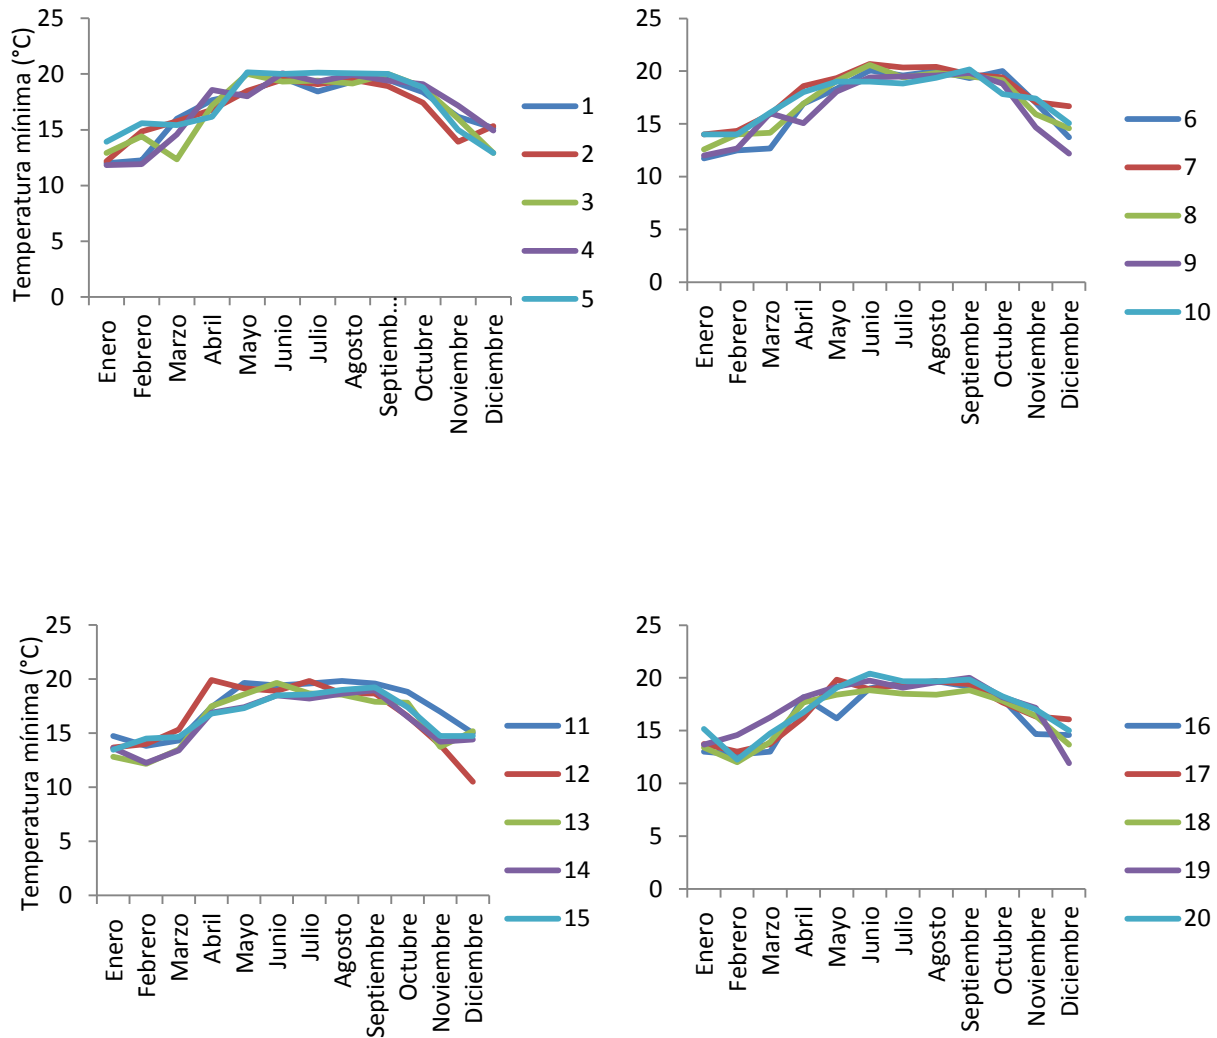 Temperatura mínima (°C)
25
20
15
10
5
0
Enero
Febrero
Marzo
Abril
Mayo
Junio
Julio
Agosto
Septiemb…
Octubre
Noviembre
Diciembre
1
2
3
4
5
25
20
15
10
5
0
Enero
Febrero
Marzo
Abril
Mayo
Junio
Julio
Agosto
Septiembre
Octubre
Noviembre
Diciembre
6
7
8
9
10
Temperatura mínima (°C)
25
20
15
10
5
0
Enero
Febrero
Marzo
Abril
Mayo
Junio
Julio
Agosto
Septiembre
Octubre
Noviembre
Diciembre
11
12
13
14
15
25
20
15
10
5
0
Enero
Febrero
Marzo
Abril
Mayo
Junio
Julio
Agosto
Septiembre
Octubre
Noviembre
Diciembre
16
17
18
19
20